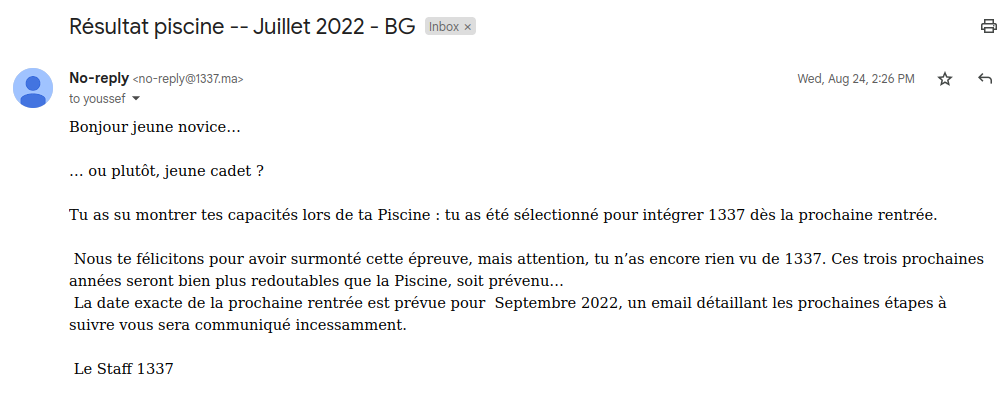 Résultat piscine -- Juillet 2022 - BG Inbox ×
No-reply <no-reply@1337.ma> Wed, Aug 24, 2:26 PM
to youssef
Bonjour jeune novice…
… ou plutôt, jeune cadet ?
Tu as su montrer tes capacités lors de ta Piscine : tu as été sélectionné pour intégrer 1337 dès la prochaine rentrée.
Nous te félicitons pour avoir surmonté cette épreuve, mais attention, tu n’as encore rien vu de 1337. Ces trois prochaines
années seront bien plus redoutables que la Piscine, soit prévenu…
La date exacte de la prochaine rentrée est prévue pour  Septembre 2022, un email détaillant les prochaines étapes à
suivre vous sera communiqué incessamment.
Le Staff 1337